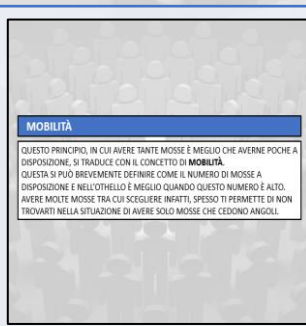 MOBILITÀ
QUESTO PRINCIPIO, IN CUI AVERE TANTE MOSSE È MEGLIO CHE AVERNE POCHE A
DISPOSIZIONE, SI TRADUCE CON IL CONCETTO DI MOBILITÀ.
QUESTA SI PUÒ BREVEMENTE DEFINIRE COME IL NUMERO DI MOSSE A
DISPOSIZIONE E NELL'OTHELLO È MEGLIO QUANDO QUESTO NUMERO È ALTO.
AVERE MOLTE MOSSE TRA CUI SCEGLIERE INFATTI, SPESSO TI PERMETTE DI NON
TROVARTI NELLA SITUAZIONE DI AVERE SOLO MOSSE CHE CEDONO ANGOLI.